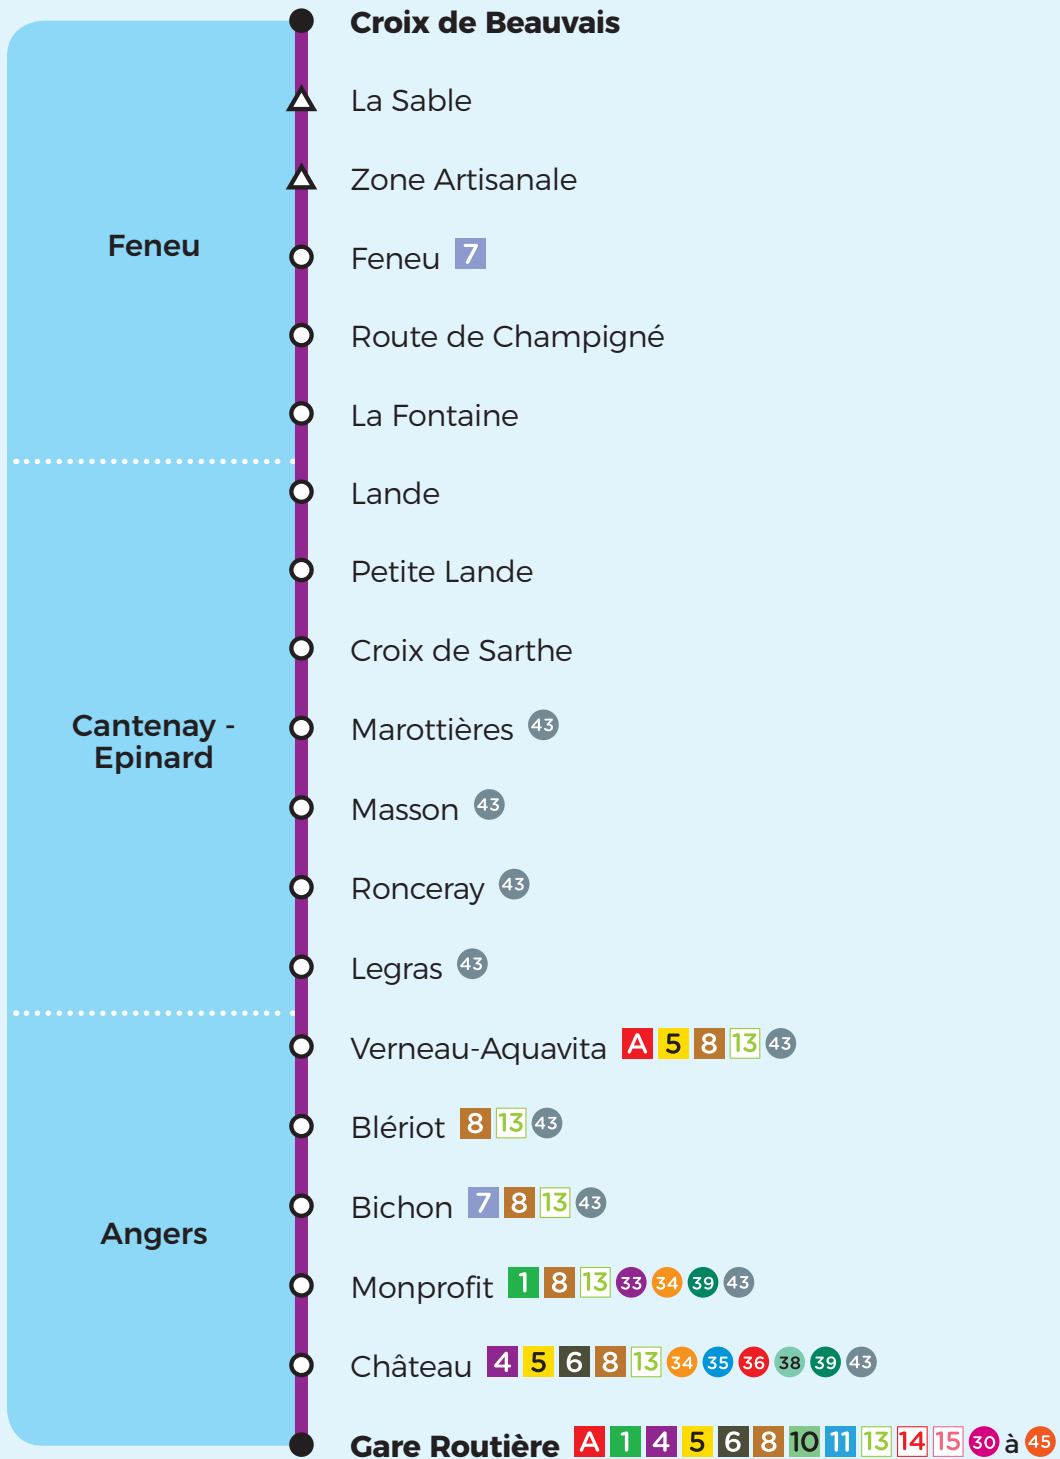 Croix de Beauvais
La Sable
Zone Artisanale
Feneu
Feneu 7
Route de Champigné
La Fontaine
Lande
Petite Lande
Croix de Sarthe
Cantenay -
Epinard
Marottières 43
Masson 43
Ronceray 43
Legras 43
Verneau-Aquavita A 5 8 13 43
Blériot 8 13 43
Bichon 7 8 13 43
Angers
Monprofit 1 8 13 33 34 39 43
Château 4 5 6 8 13 34 35 36 38 39 43
Gare Routière A 1 4 5 6 8 10 11 13 14 15 30 à 45